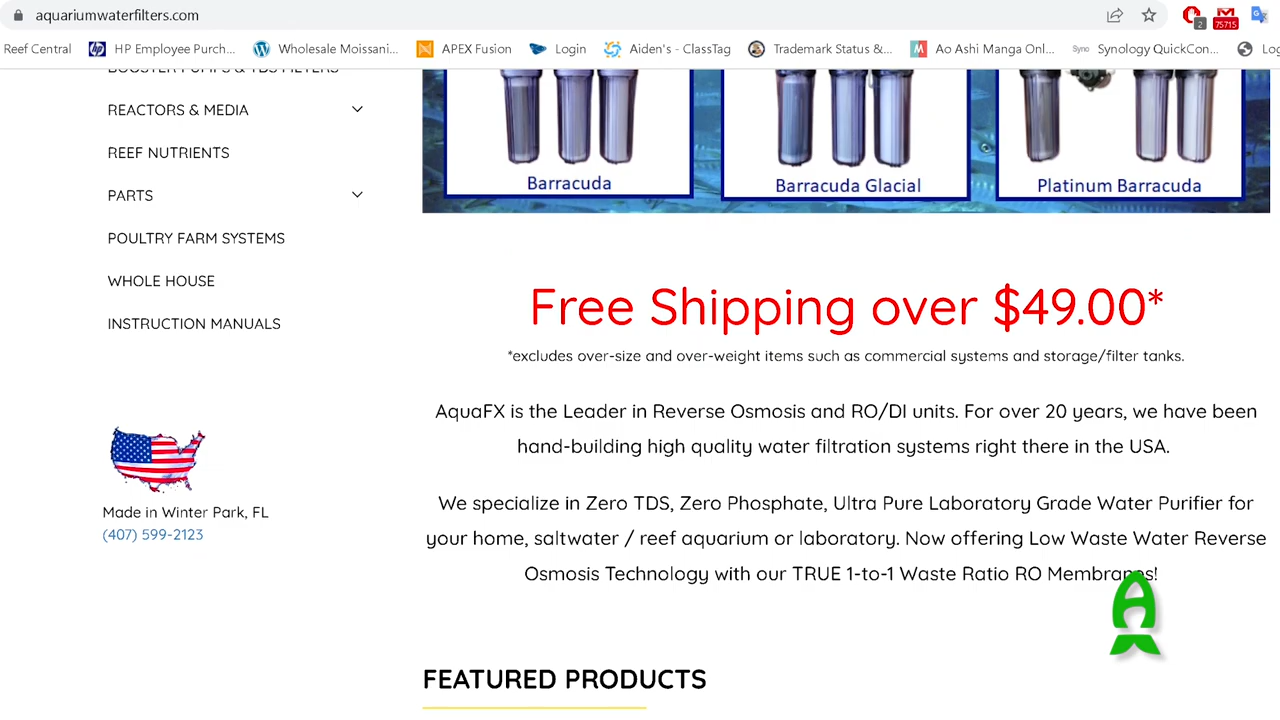 aquariumwaterfilters.com
2
75715
Reef Central
HP Employee Purch...
Wholesale Moissani...
APEX Fusion
Login
Aiden's - ClassTag
Trademark Status &...
Ao Ashi Manga Onl...
Syno
Synology QuickCon...
BOOSTER PUMPS & TDS FILTERS
REACTORS & MEDIA
REEF NUTRIENTS
PARTS
POULTRY FARM SYSTEMS
WHOLE HOUSE
INSTRUCTION MANUALS
Made in Winter Park, FL
(407) 599-2123
Barracuda
Barracuda Glacial
Platinum Barracuda
Free Shipping over $49.00*
*excludes over-size and over-weight items such as commercial systems and storage/filter tanks.
AquaFX is the Leader in Reverse Osmosis and RO/DI units. For over 20 years, we have been
hand-building high quality water filtration systems right there in the USA.
We specialize in Zero TDS, Zero Phosphate, Ultra Pure Laboratory Grade Water Purifier for
your home, saltwater / reef aquarium or laboratory. Now offering Low Waste Water Reverse
Osmosis Technology with our TRUE 1-to-1 Waste Ratio RO Membranes!
A
FEATURED PRODUCTS